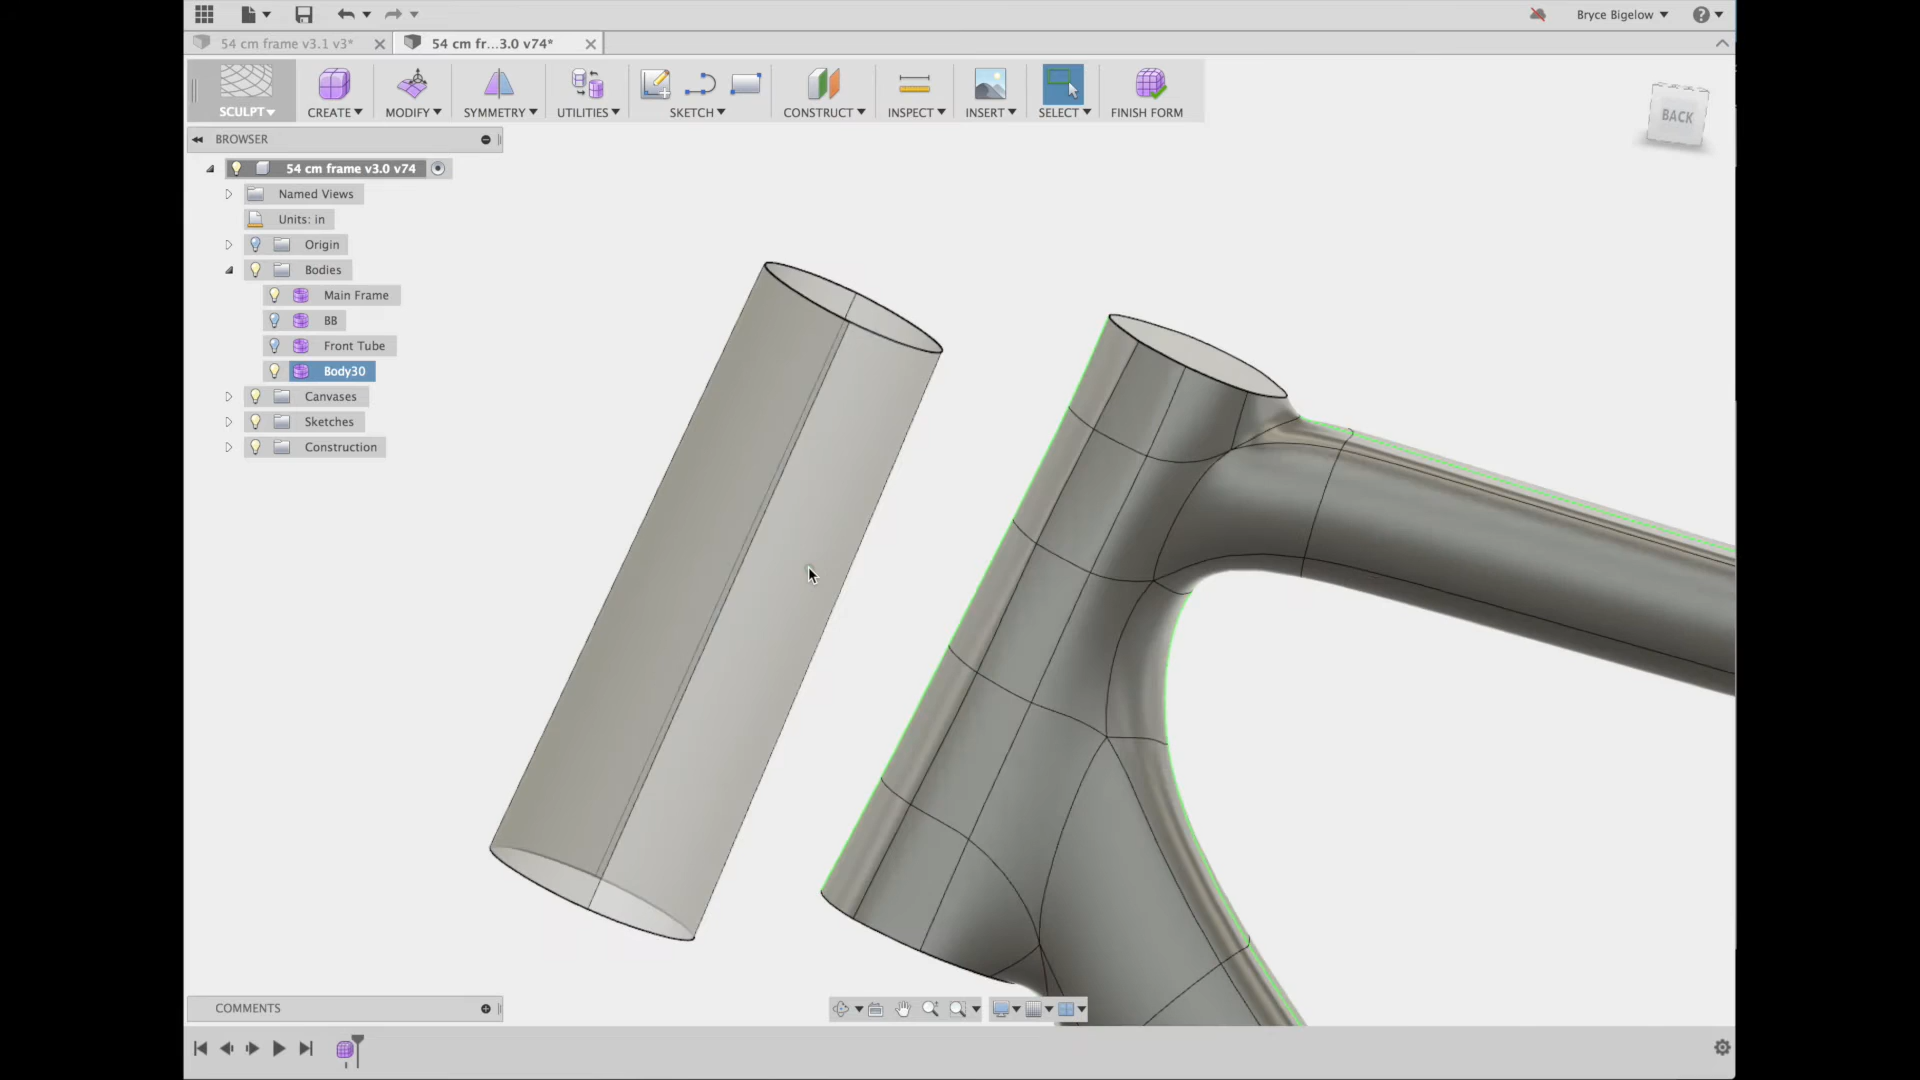 Bryce Bigelow
54 cm frame v3.1 v3*
54 cm fr...3.0 v74*
SCULPT
CREATE
MODIFY
SYMMETRY
UTILITIES
SKETCH
CONSTRUCT
INSPECT
INSERT
SELECT
FINISH FORM
BACK
BROWSER
54 cm frame v3.0 v74
Named Views
Units: in
Origin
Bodies
Main Frame
BB
Front Tube
Body30
Canvases
Sketches
Construction
COMMENTS